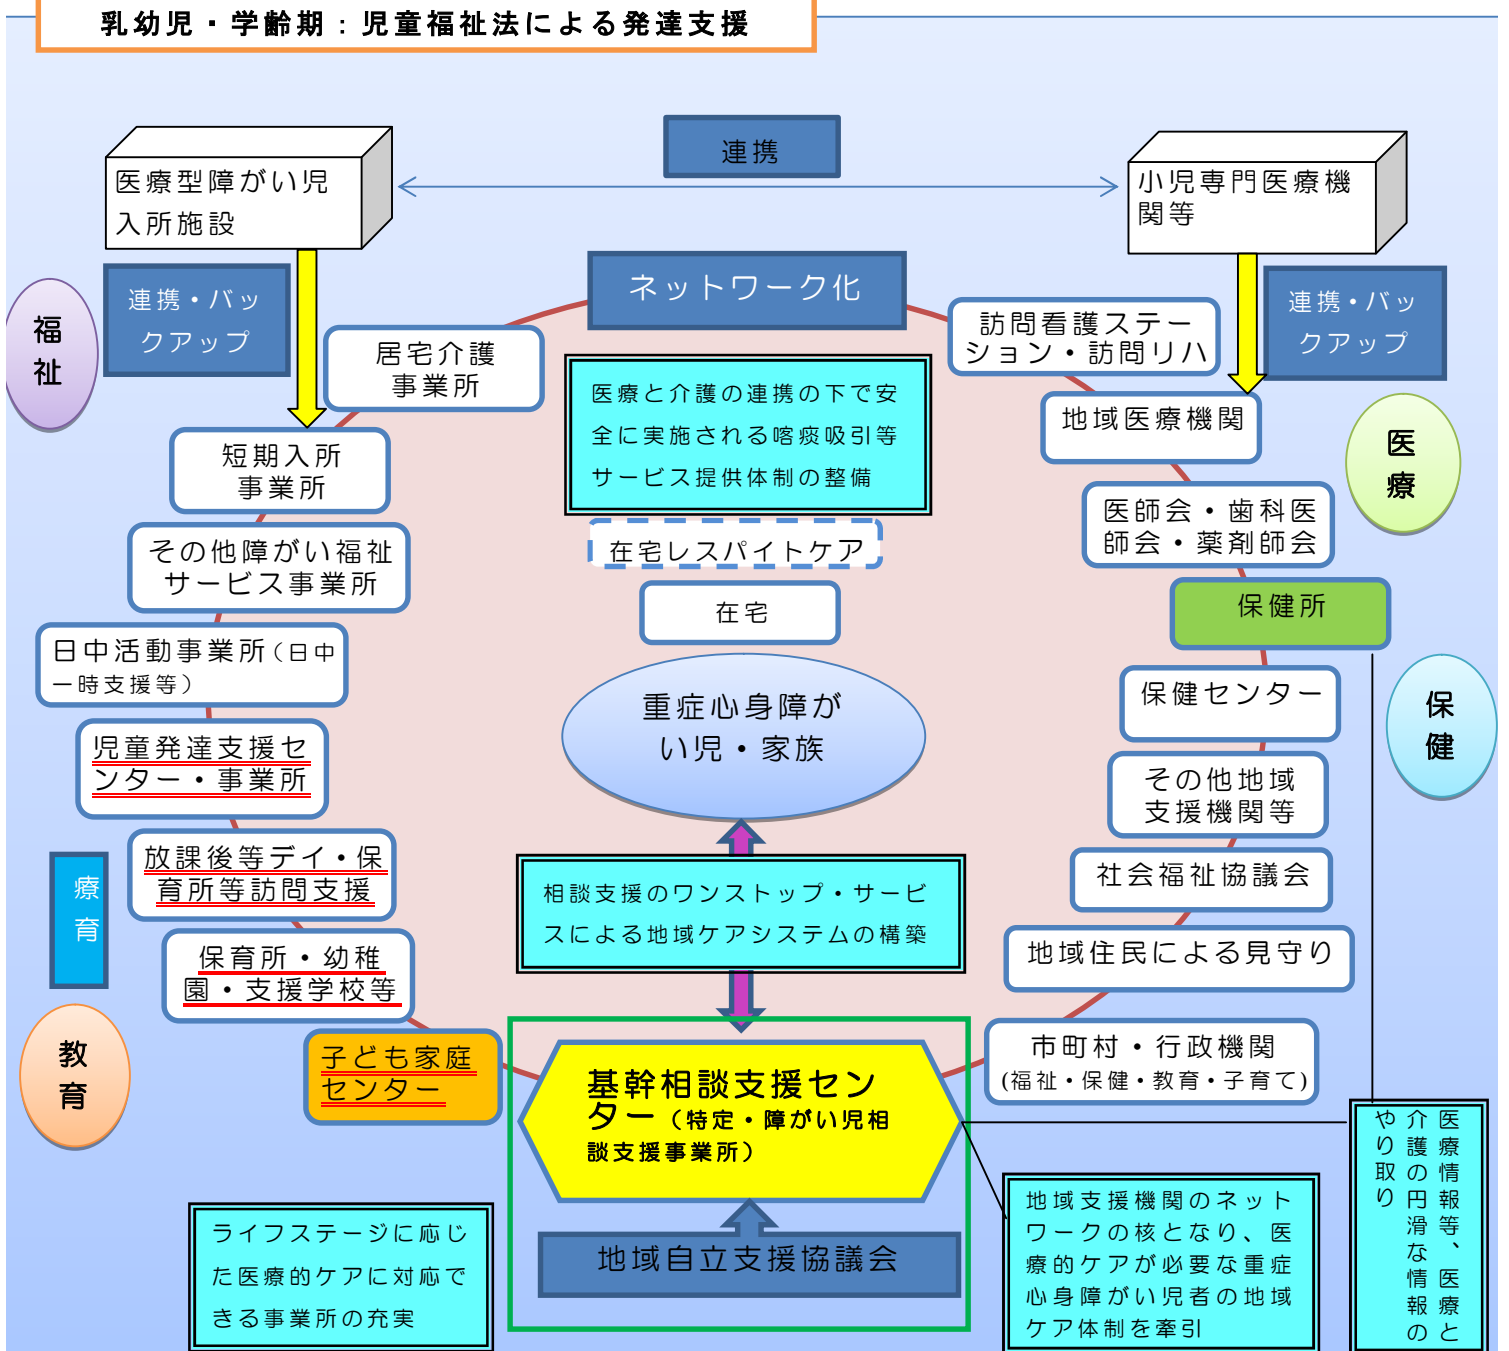 乳幼児・学齢期：児童福祉法による発達支援
連携
医療型障がい児
入所施設
小児専門医療機
関等
ネットワーク化
連携・バッ
クアップ
連携・バッ
クアップ
福
祉
居宅介護
事業所
訪問看護ステー
ション・訪問リハ
医療と介護の連携の下で安
全に実施される喀痰吸引等
サービス提供体制の整備
地域医療機関
医
療
短期入所
事業所
医師会・歯科医
師会・薬剤師会
その他障がい福祉
サービス事業所
在宅レスパイトケア
在宅
保健所
日中活動事業所（日中
一時支援等）
重症心身障が
い児・家族
保健センター
保
健
児童発達支援セ
ンター・事業所
その他地域
支援機関等
放課後等デイ・保
育所等訪問支援
療
育
相談支援のワンストップ・サービ
スによる地域ケアシステムの構築
社会福祉協議会
保育所・幼稚
園・支援学校等
地域住民による見守り
教
育
子ども家庭
センター
基幹相談支援セン
ター（特定・障がい児相
談支援事業所）
市町村・行政機関
(福祉・保健・教育・子育て)
医療情報等、医療と
介護の円滑な情報の
やり取り
ライフステージに応じ
た医療的ケアに対応で
きる事業所の充実
地域自立支援協議会
地域支援機関のネット
ワークの核となり、医
療的ケアが必要な重症
心身障がい児者の地域
ケア体制を牽引